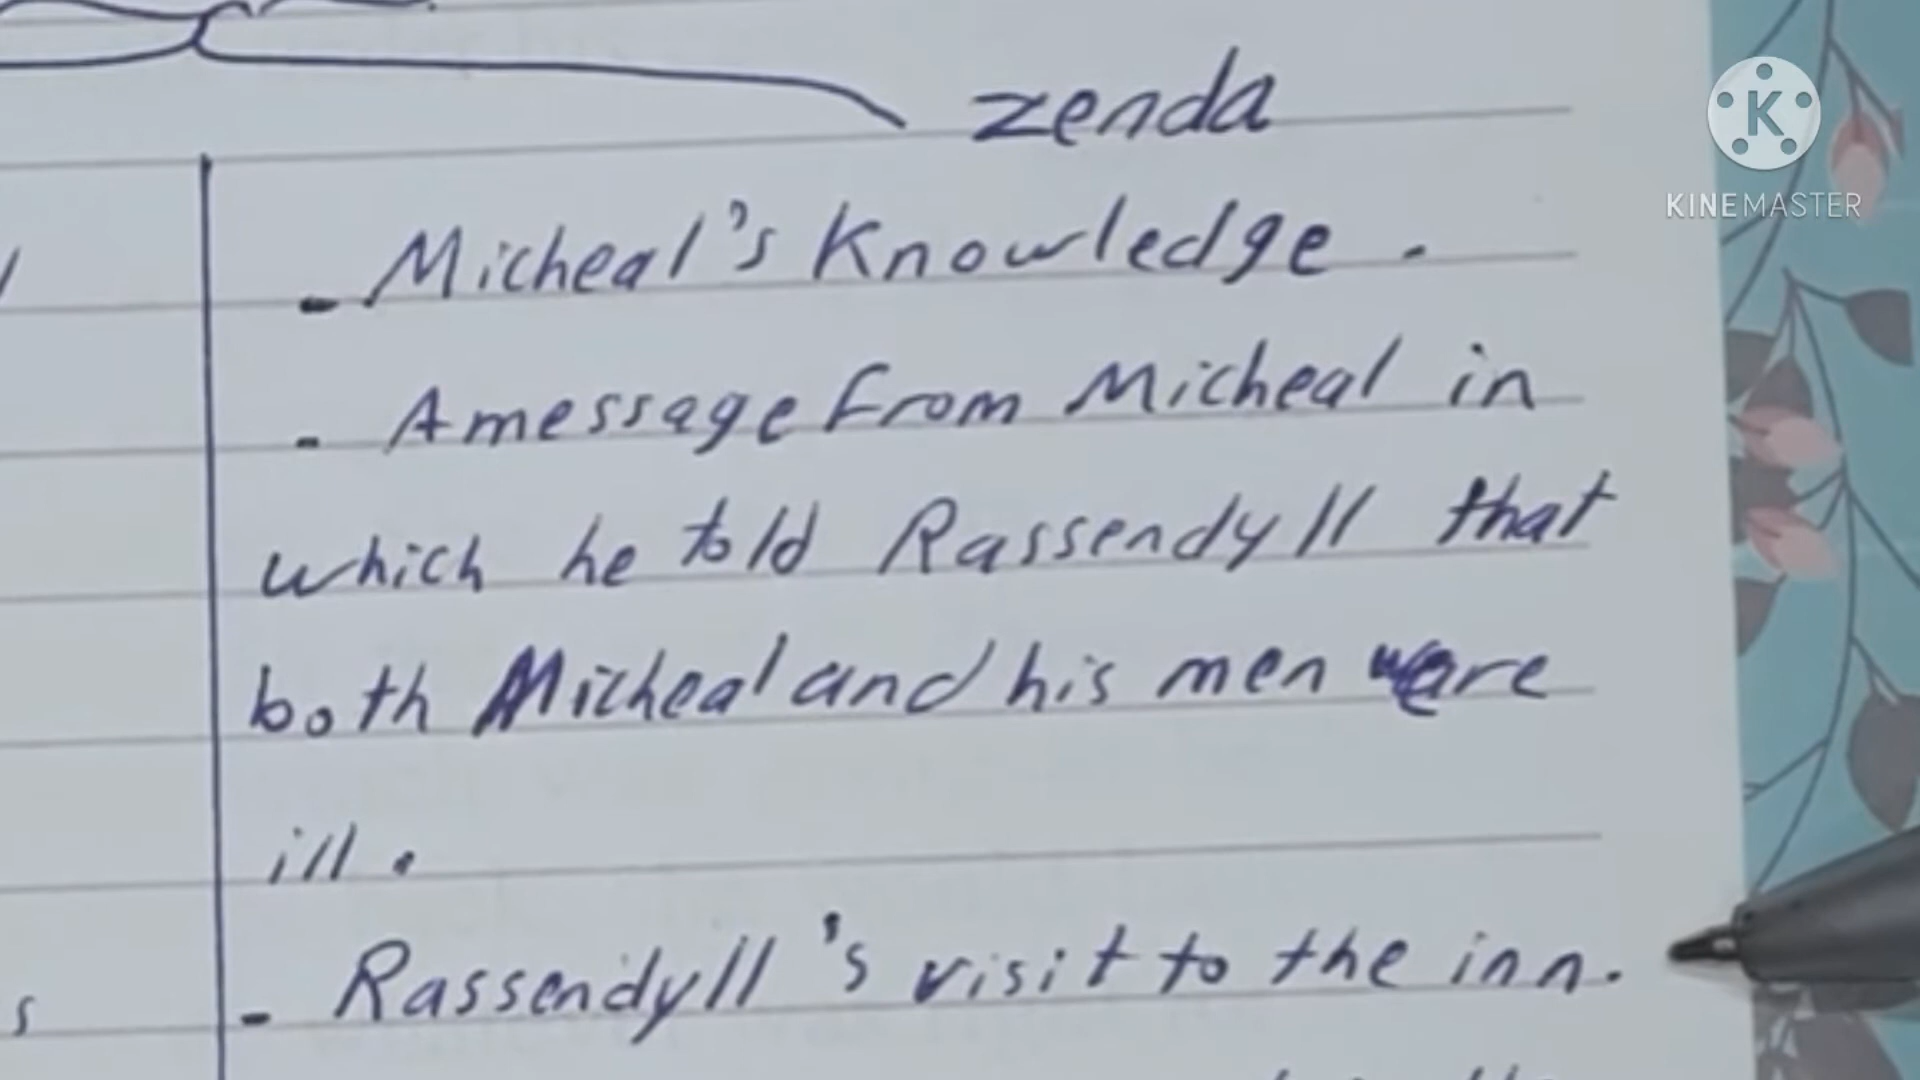 zenda
KINEMASTER
- Micheal's Knowledge.
- A message from Micheal in
which he told Rassendyll that
both Micheal and his men were
ill.
- Rassendyll's visit to the inn.
s